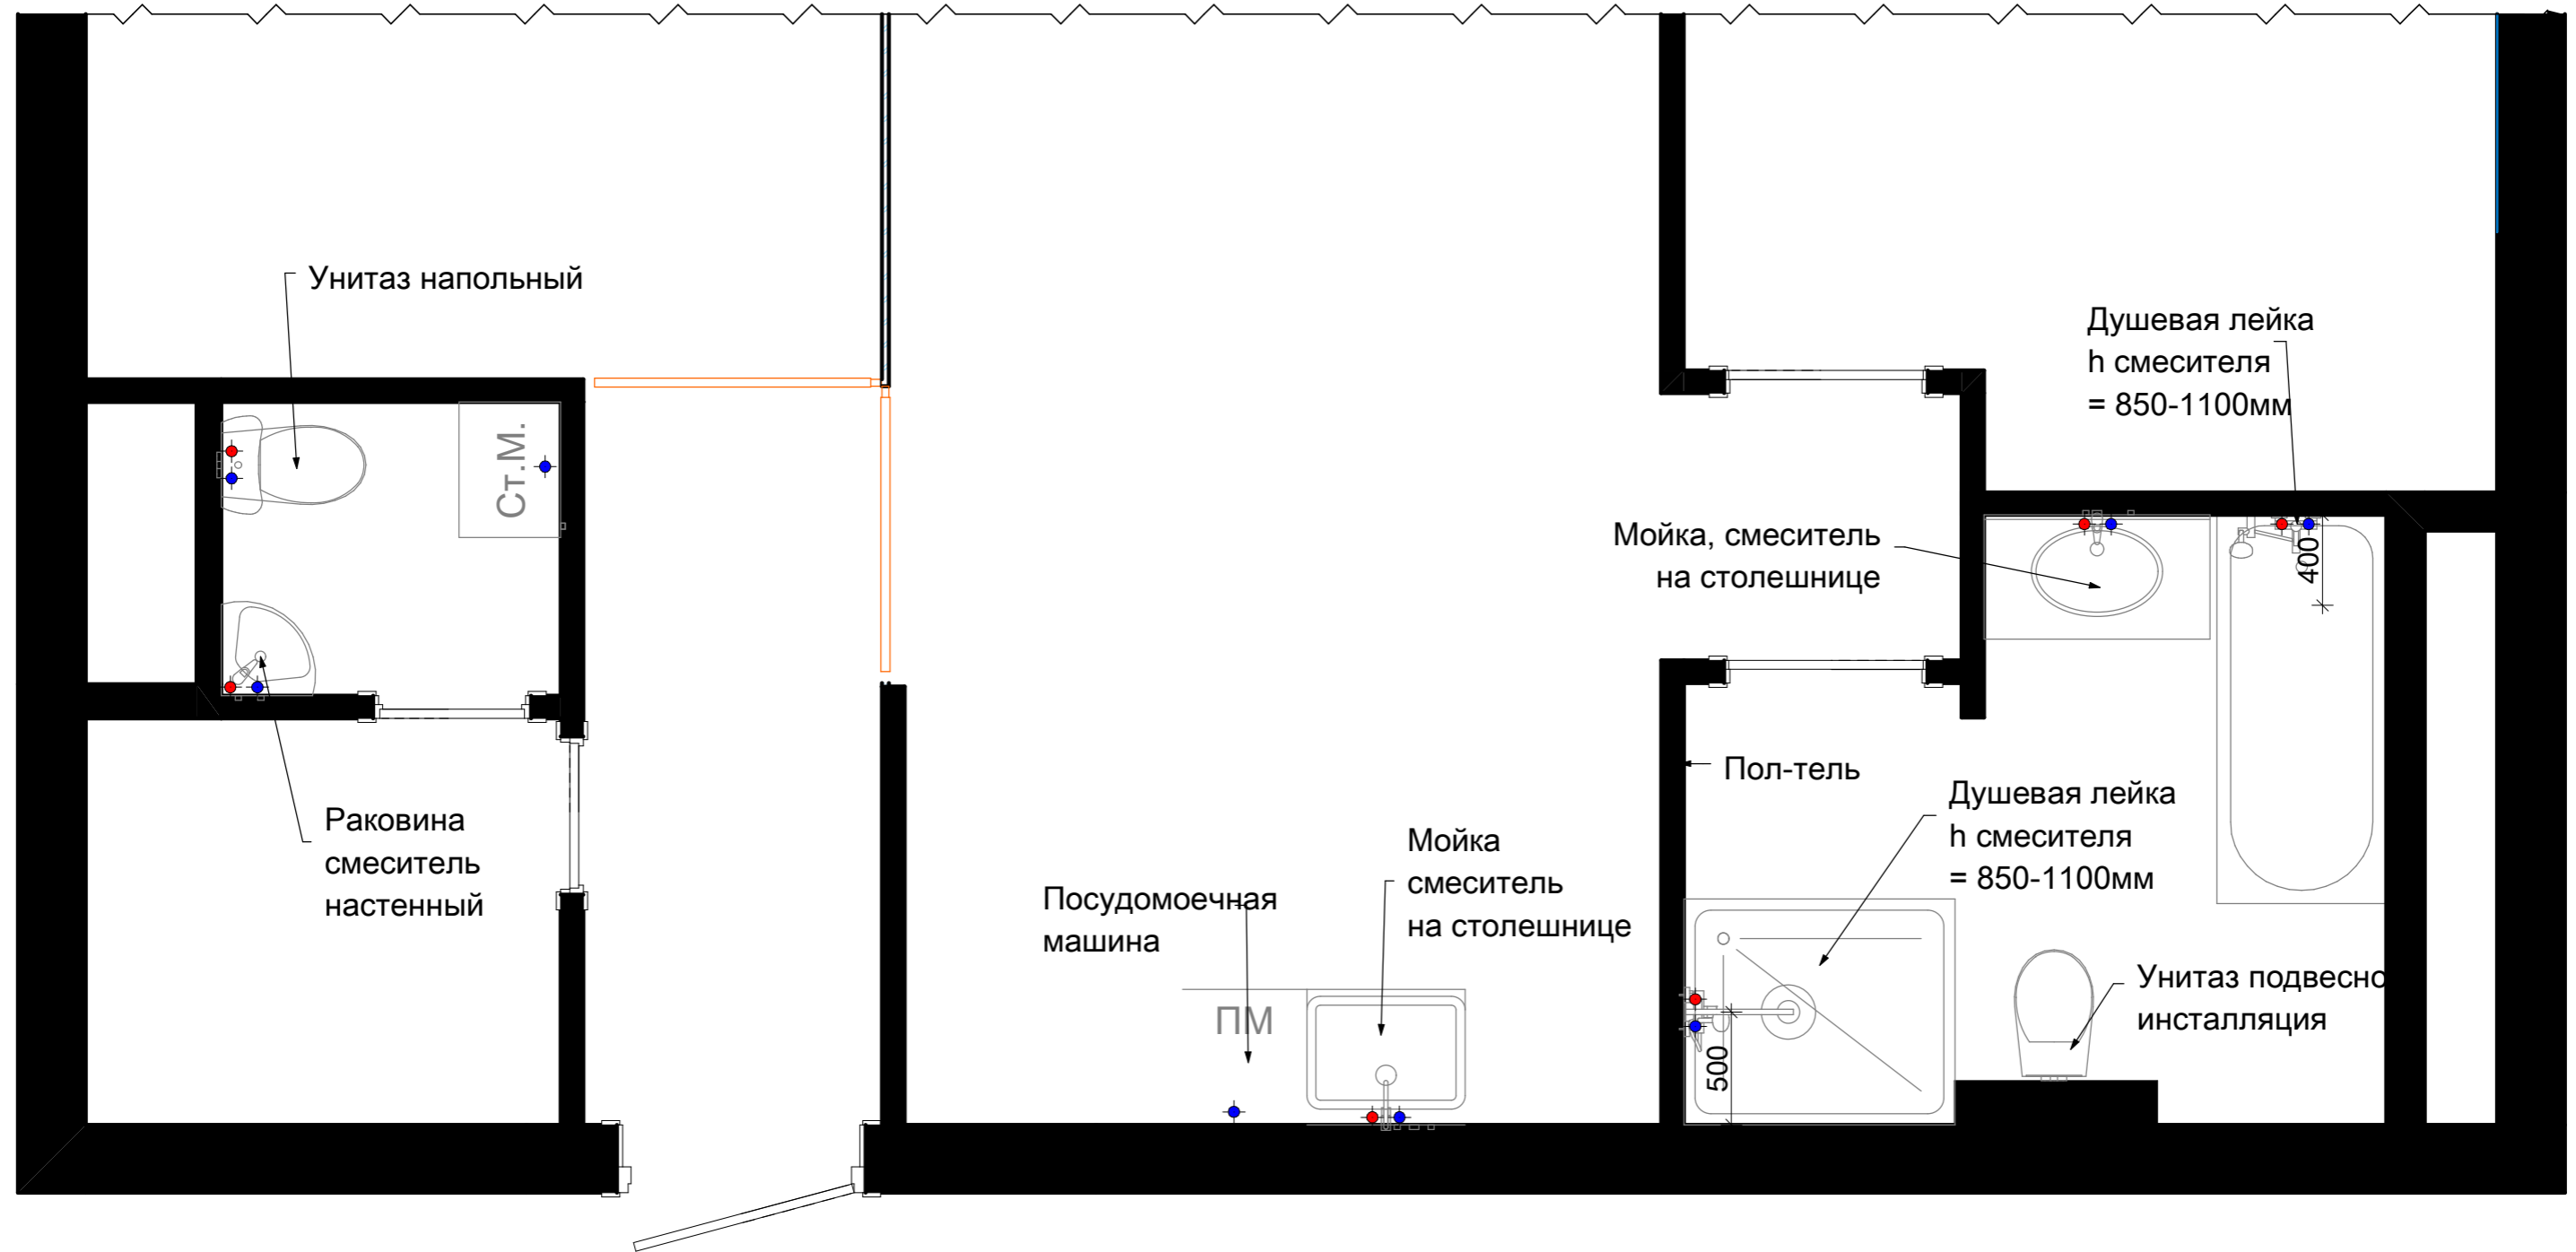 Унитаз напольный
Ст.М.
Раковина
смеситель
настенный
Посудомоечная
машина
ПМ
Мойка
смеситель
на столешнице
Мойка, смеситель
на столешнице
Душевая лейка
h смесителя
= 850-1100мм
400
Пол-тель
Душевая лейка
h смесителя
= 850-1100мм
500
Унитаз подвесно
инсталляция